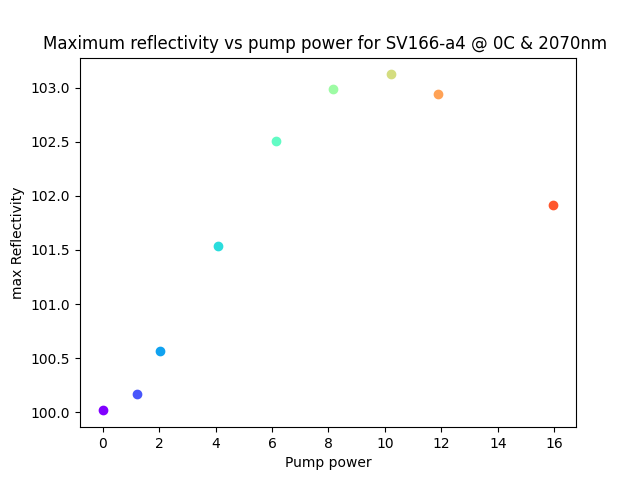 Maximum reflectivity vs pump power for SV166-a4 @ 0C & 2070nm
103.0
102.5
102.0
101.5
101.0
100.5
100.0
max Reflectivity
0 2 4 6 8 10 12 14 16
Pump power